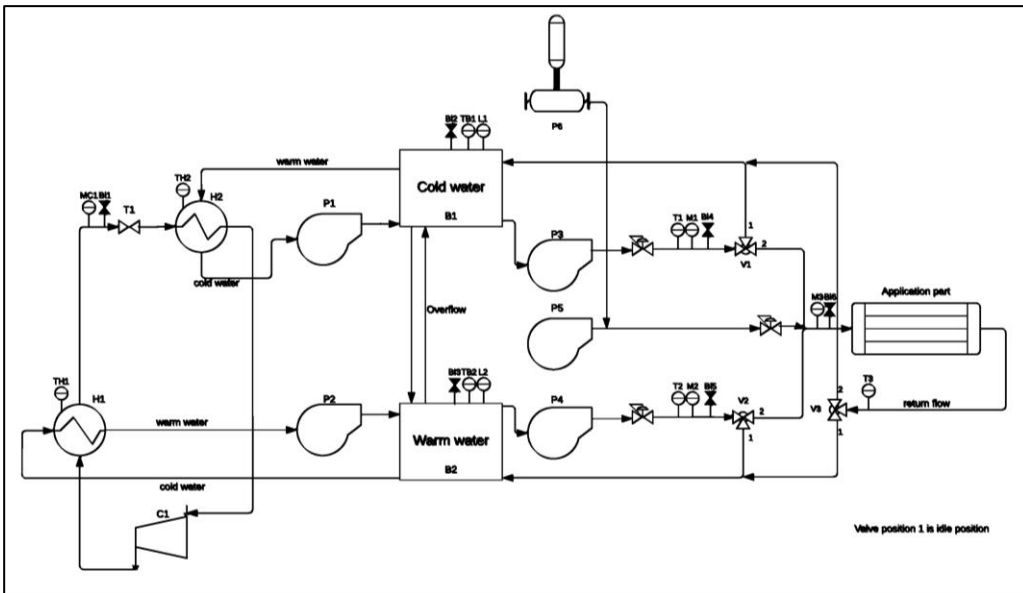 P6
BI2 TB1 L1
warm water
TH2
H2
Cold water
B1
MC1 BI1
T1
P1
cold water
P3
T1 M1 BI4
1
2
V1
Overflow
P5
M3 BI6
Application part
TH1
H1
warm water
P2
BI3 TB2 L2
Warm water
B2
P4
T2 M2 BI5
V2
2
1
2
V3
1
T3
return flow
cold water
C1
Valve position 1 is idle position